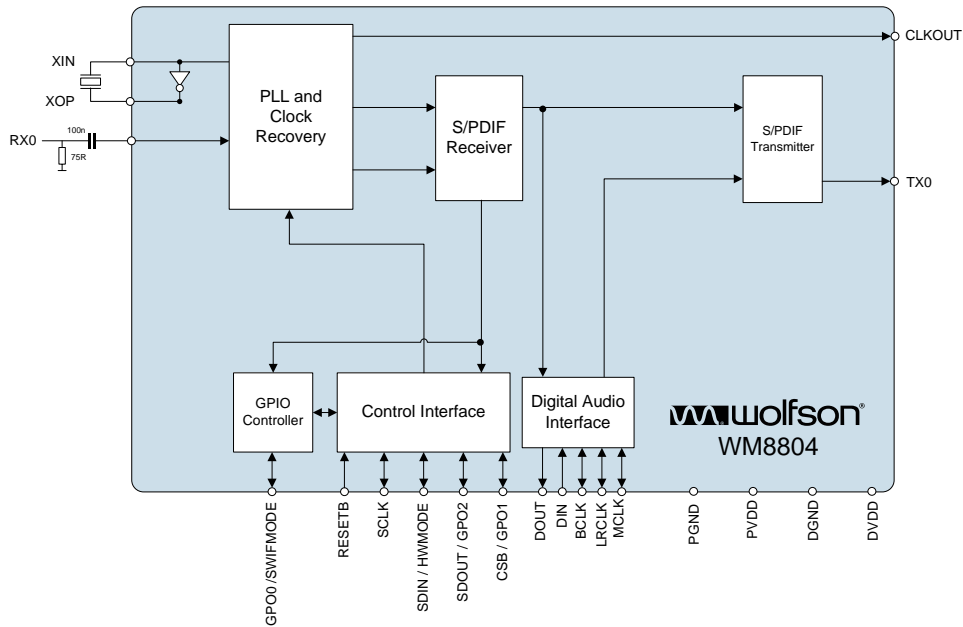 CLKOUT
XIN
XOP
RX0
100n
75R
PLL and
Clock
Recovery
S/PDIF
Receiver
S/PDIF
Transmitter
TX0
GPIO
Controller
Control Interface
Digital Audio
Interface
wolfson®
WM8804
GPO0 /SWIFMODE
RESETB
SCLK
SDIN / HWMODE
SDOUT / GPO2
CSB / GPO1
DOUT
DIN
BCLK
LRCLK
MCLK
PGND
PVDD
DGND
DVDD